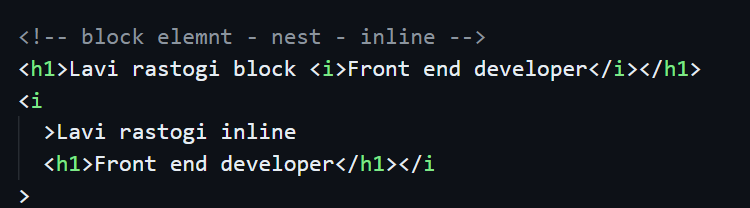 <!-- block elemnt - nest - inline -->
<h1>Lavi rastogi block <i>Front end developer</i></h1>
<i
  >Lavi rastogi inline
  <h1>Front end developer</h1></i
>